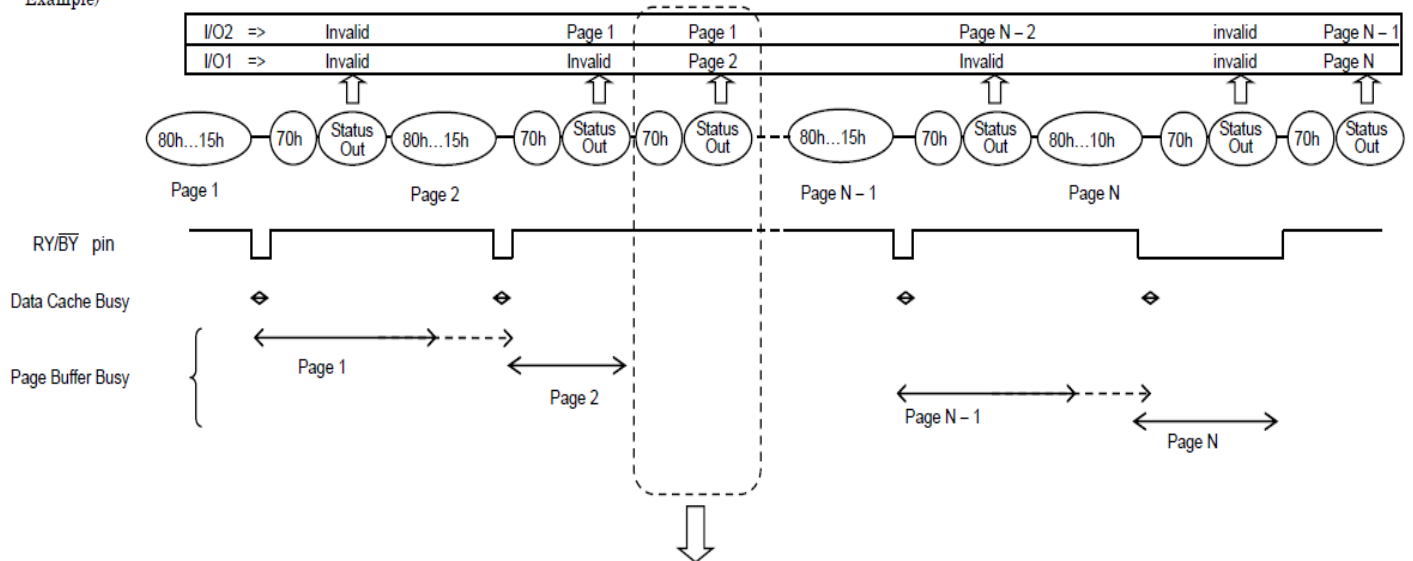 Example)
I/O2 => Invalid Page 1 Page 1 Page N – 2 invalid Page N – 1
I/O1 => Invalid Invalid Page 2 Invalid invalid Page N
80h...15h 70h Status Out 80h...15h 70h Status Out 70h Status Out 80h...15h 70h Status Out 80h...10h 70h Status Out 70h Status Out
Page 1 Page 2 Page N – 1 Page N
RY/BY pin
Data Cache Busy
Page Buffer Busy
Page 1
Page 2
Page N – 1
Page N